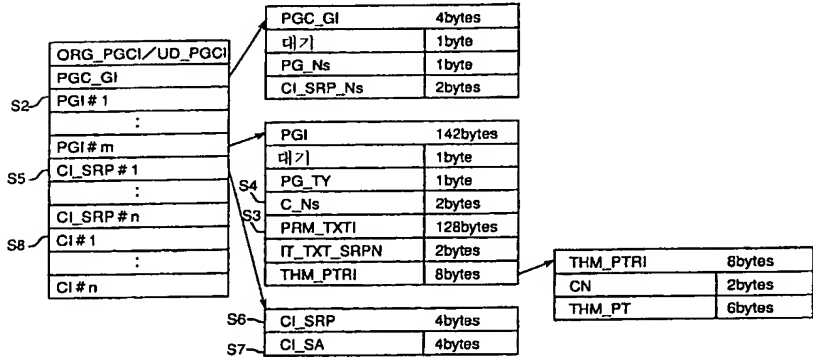 ORG_PGCI/UD_PGCI
PGC_GI
S2 PGI#1
:
PGI#m
S5 CI_SRP#1
:
CI_SRP#n
S8 CI#1
:
CI#n
PGC_GI 4bytes
대기 1byte
PG_Ns 1byte
CI_SRP_Ns 2bytes
PGI 142bytes
대기 1byte
PG_TY 1byte
S4 C_Ns 2bytes
S3 PRM_TXTI 128bytes
IT_TXT_SRPN 2bytes
THM_PTRI 8bytes
S6 CI_SRP 4bytes
S7 CI_SA 4bytes
THM_PTRI 8bytes
CN 2bytes
THM_PT 6bytes